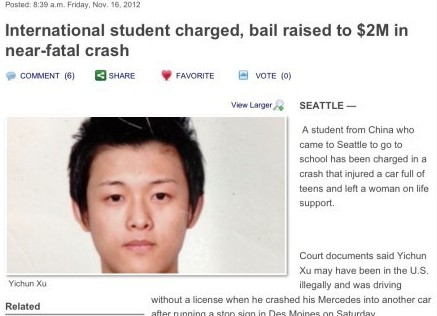 Posted: 8:39 a.m. Friday, Nov. 16, 2012
International student charged, bail raised to $2M in
near-fatal crash
COMMENT (6)
SHARE
FAVORITE
VOTE (0)
View Larger
SEATTLE —
A student from China who
came to Seattle to go to
school has been charged in a
crash that injured a car full of
teens and left a woman on life
support.
Yichun Xu
Related
Court documents said Yichun
Xu may have been in the U.S.
illegally and was driving
without a license when he crashed his Mercedes into another car
after running a stop sign in Des Moines on Saturday.